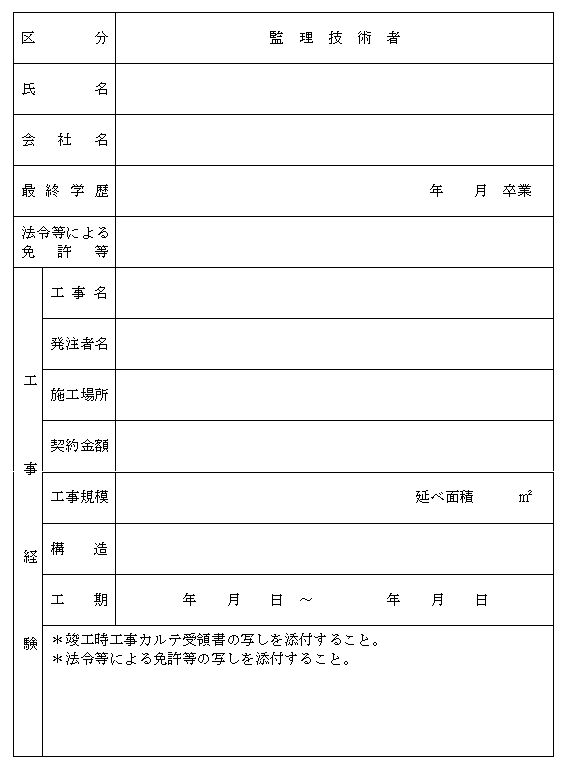 区 分 監 理 技 術 者
氏 名
会 社 名
最 終 学 歴 年 月 卒業
法令等による
免 許 等
工 事 経 験
工 事 名
発注者名
施工場所
契約金額
工事規模 延べ面積 ㎡
構 造
工 期 年 月 日 ～ 年 月 日
＊竣工時工事カルテ受領書の写しを添付すること。
＊法令等による免許等の写しを添付すること。